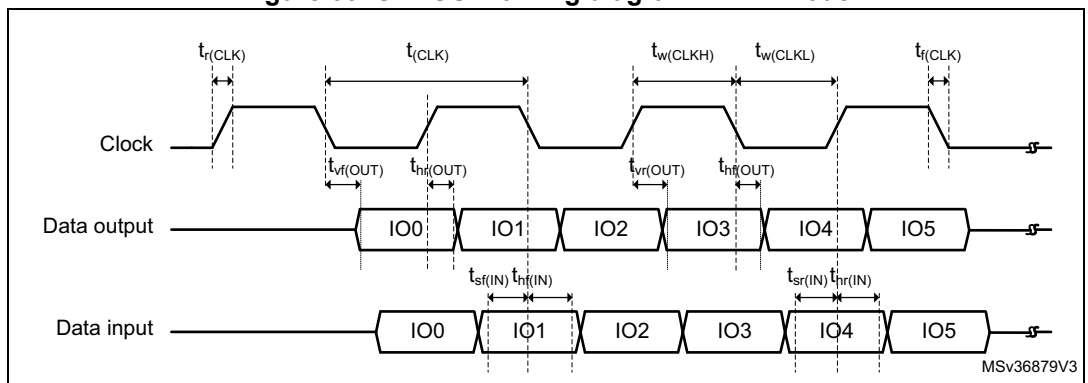 tr(CLK) t(CLK) tw(CLKH) tw(CLKL) tf(CLK)
Clock
tvf(OUT) thr(OUT) tvr(OUT) thf(OUT)
Data output IO0 IO1 IO2 IO3 IO4 IO5
tsf(IN) thf(IN) tsr(IN) thr(IN)
Data input IO0 IO1 IO2 IO3 IO4 IO5
MSv36879V3